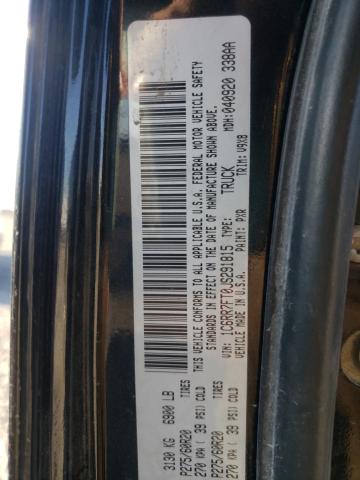 3130 KG 6900 LB
TIRES
P275/60R20
270 KPA ( 39 PSI) COLD
TIRES
P275/60R20
270 KPA ( 39 PSI) COLD
THIS VEHICLE CONFORMS TO ALL APPLICABLE U.S.A. FEDERAL MOTOR VEHICLE SAFETY
STANDARDS IN EFFECT ON THE DATE OF MANUFACTURE SHOWN ABOVE.
VIN: 1C6RR7FT0JS291815 TYPE: TRUCK MDH: 040920 338AA
MADE IN U.S.A. PAINT: PXR TRIM: V9X8